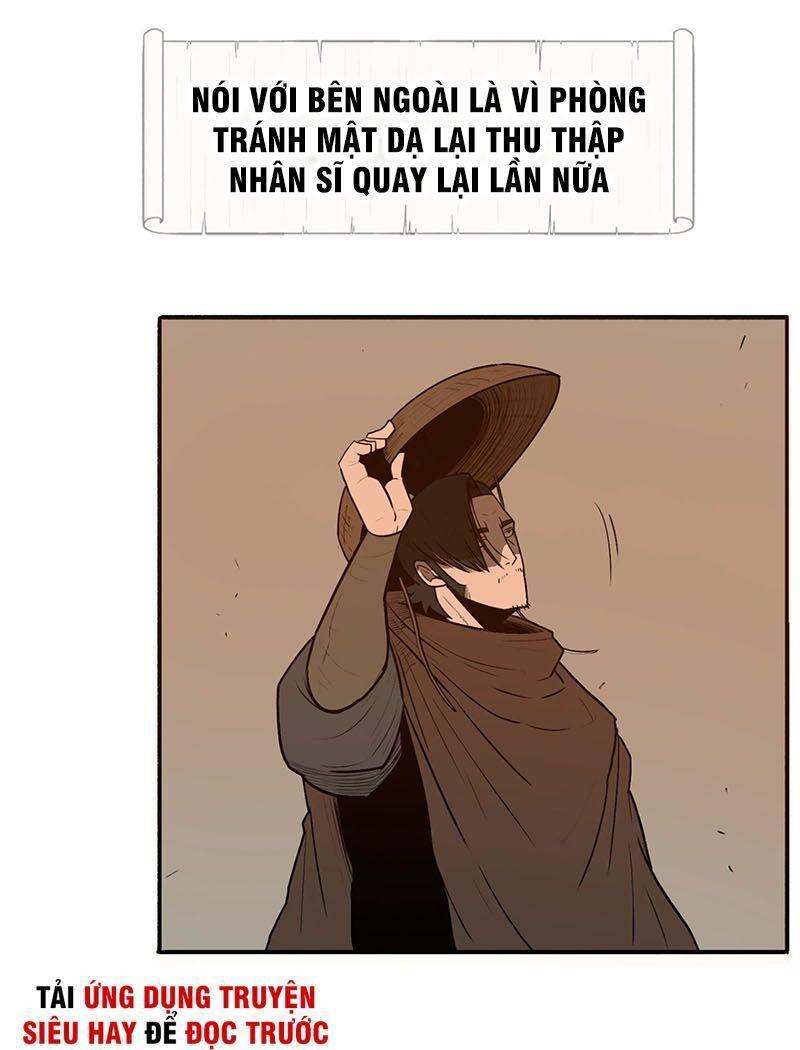 NÓI VỚI BÊN NGOÀI LÀ VÌ PHÒNG
TRÁNH MẬT DẠ LẠI THU THẬP
NHÂN SĨ QUAY LẠI LẦN NỮA
TẢI ỨNG DỤNG TRUYỆN
SIÊU HAY ĐỂ ĐỌC TRƯỚC